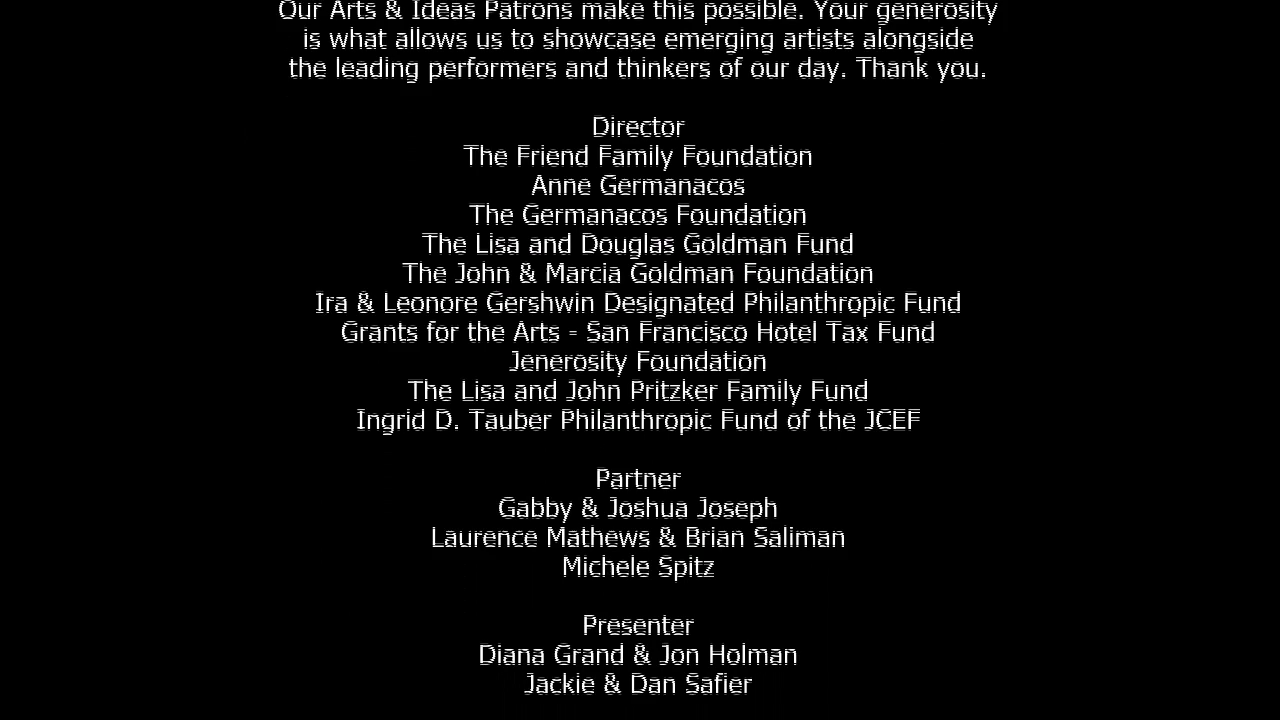 Our Arts & Ideas Patrons make this possible. Your generosity
is what allows us to showcase emerging artists alongside
the leading performers and thinkers of our day. Thank you.
Director
The Friend Family Foundation
Anne Germanacos
The Germanacos Foundation
The Lisa and Douglas Goldman Fund
The John & Marcia Goldman Foundation
Ira & Leonore Gershwin Designated Philanthropic Fund
Grants for the Arts - San Francisco Hotel Tax Fund
Jenerosity Foundation
The Lisa and John Pritzker Family Fund
Ingrid D. Tauber Philanthropic Fund of the JCEF
Partner
Gabby & Joshua Joseph
Laurence Mathews & Brian Saliman
Michele Spitz
Presenter
Diana Grand & Jon Holman
Jackie & Dan Safier